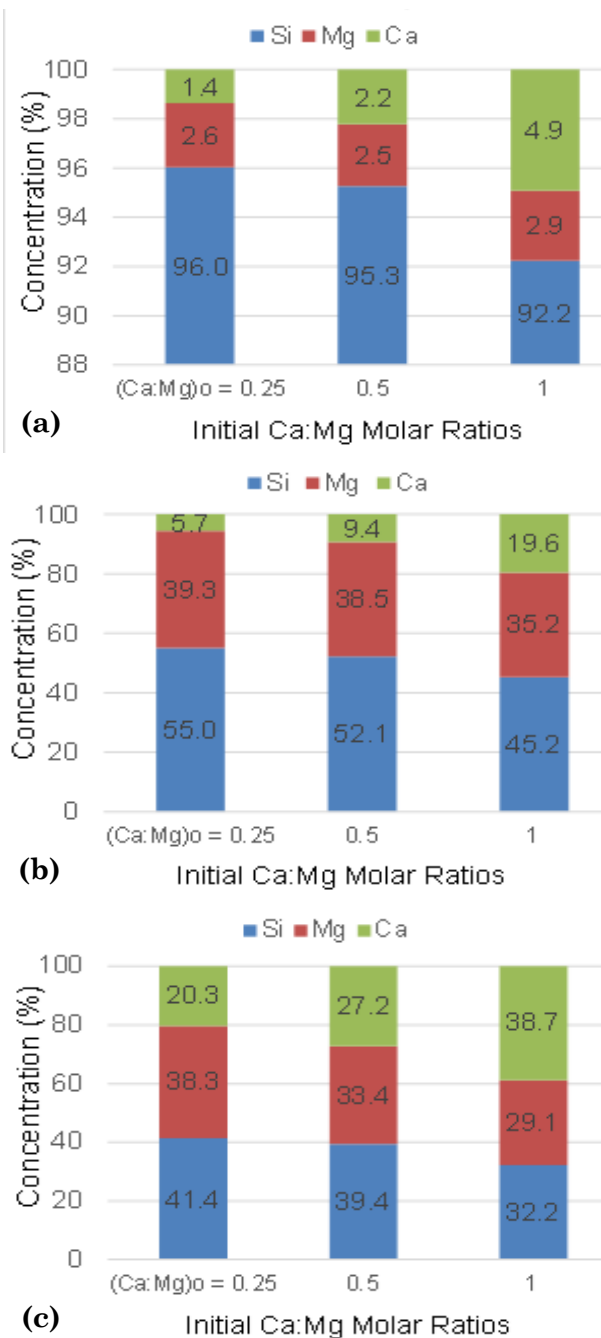 Si Mg Ca
100
98
96
94
92
90
88
Concentration (%)
1.4 2.2 4.9
2.6 2.5 2.9
96.0 95.3 92.2
(Ca:Mg)o = 0.25 0.5 1
(a) Initial Ca:Mg Molar Ratios
Si Mg Ca
100
80
60
40
20
0
Concentration (%)
5.7 9.4 19.6
39.3 38.5 35.2
55.0 52.1 45.2
(Ca:Mg)o = 0.25 0.5 1
(b) Initial Ca:Mg Molar Ratios
Si Mg Ca
100
80
60
40
20
0
Concentration (%)
20.3 27.2 38.7
38.3 33.4 29.1
41.4 39.4 32.2
(Ca:Mg)o = 0.25 0.5 1
(c) Initial Ca:Mg Molar Ratios